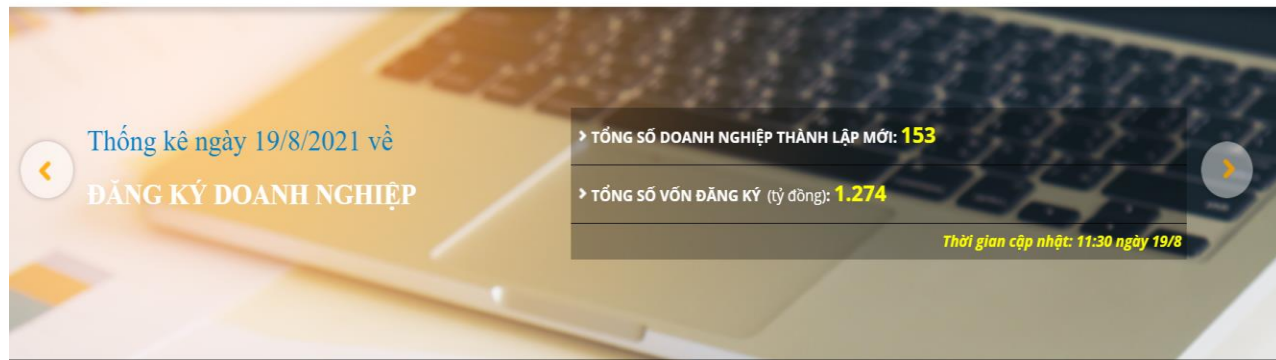 Thống kê ngày 19/8/2021 về
ĐĂNG KÝ DOANH NGHIỆP
› TỔNG SỐ DOANH NGHIỆP THÀNH LẬP MỚI: 153
› TỔNG SỐ VỐN ĐĂNG KÝ (tỷ đồng): 1.274
Thời gian cập nhật: 11:30 ngày 19/8